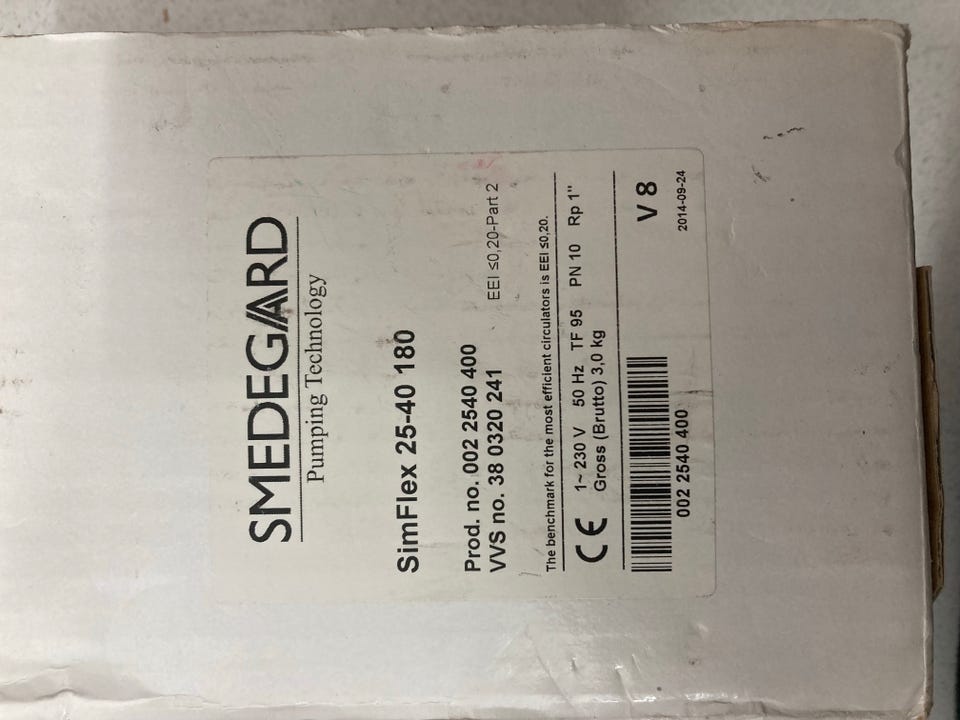 SMEDEGAARD
Pumping Technology
SimFlex 25-40 180
Prod. no. 002 2540 400
VVS no. 38 0320 241
EEI ≤0,20-Part 2
The benchmark for the most efficient circulators is EEI ≤0,20.
CE 1~ 230 V 50 Hz TF 95 PN 10 Rp 1"
Gross (Brutto) 3,0 kg
V 8
002 2540 400
2014-09-24